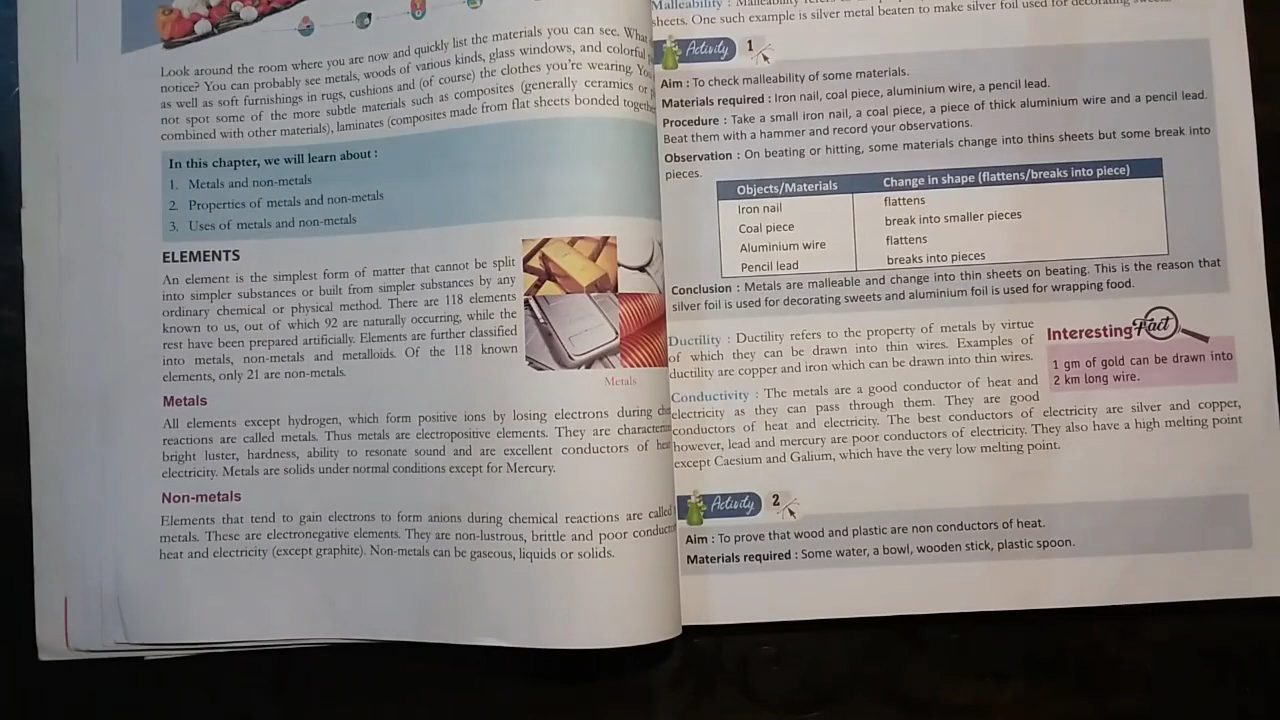 Look around the room where you are now and quickly list the materials you can see. What
notice? You can probably see metals, woods of various kinds, glass windows, and colorful
as well as soft furnishings in rugs, cushions and (of course) the clothes you're wearing. You
not spot some of the more subtle materials such as composites (generally ceramics or
combined with other materials), laminates (composites made from flat sheets bonded
In this chapter, we will learn about :
1. Metals and non-metals
2. Properties of metals and non-metals
3. Uses of metals and non-metals
ELEMENTS
An element is the simplest form of matter that cannot be split
into simpler substances or built from simpler substances by any
ordinary chemical or physical method. There are 118 elements
known to us, out of which 92 are naturally occurring, while the
rest have been prepared artificially. Elements are further classified
into metals, non-metals and metalloids. Of the 118 known
elements, only 21 are non-metals.
Metals
Metals
All elements except hydrogen, which form positive ions by losing electrons during
reactions are called metals. Thus metals are electropositive elements. They are
bright luster, hardness, ability to resonate sound and are excellent conductors of
electricity. Metals are solids under normal conditions except for Mercury.
Non-metals
Elements that tend to gain electrons to form anions during chemical reactions are called
metals. These are electronegative elements. They are non-lustrous, brittle and poor
heat and electricity (except graphite). Non-metals can be gaseous, liquids or solids.
Malleability :
sheets. One such example is silver metal beaten to make silver foil used for decorating
Activity 1
Aim : To check malleability of some materials.
Materials required : Iron nail, coal piece, aluminium wire, a pencil lead.
Procedure : Take a small iron nail, a coal piece, a piece of thick aluminium wire and a pencil lead.
Beat them with a hammer and record your observations.
Observation : On beating or hitting, some materials change into thins sheets but some break into
pieces.
Objects/Materials Change in shape (flattens/breaks into piece)
Iron nail flattens
Coal piece break into smaller pieces
Aluminium wire flattens
Pencil lead breaks into pieces
Conclusion : Metals are malleable and change into thin sheets on beating. This is the reason that
silver foil is used for decorating sweets and aluminium foil is used for wrapping food.
Ductility : Ductility refers to the property of metals by virtue
of which they can be drawn into thin wires. Examples of
ductility are copper and iron which can be drawn into thin wires.
Interesting Fact
1 gm of gold can be drawn into
2 km long wire.
Conductivity : The metals are a good conductor of heat and
electricity as they can pass through them. They are good
conductors of heat and electricity. The best conductors of electricity are silver and copper,
however, lead and mercury are poor conductors of electricity. They also have a high melting point
except Caesium and Galium, which have the very low melting point.
Activity 2
Aim : To prove that wood and plastic are non conductors of heat.
Materials required : Some water, a bowl, wooden stick, plastic spoon.